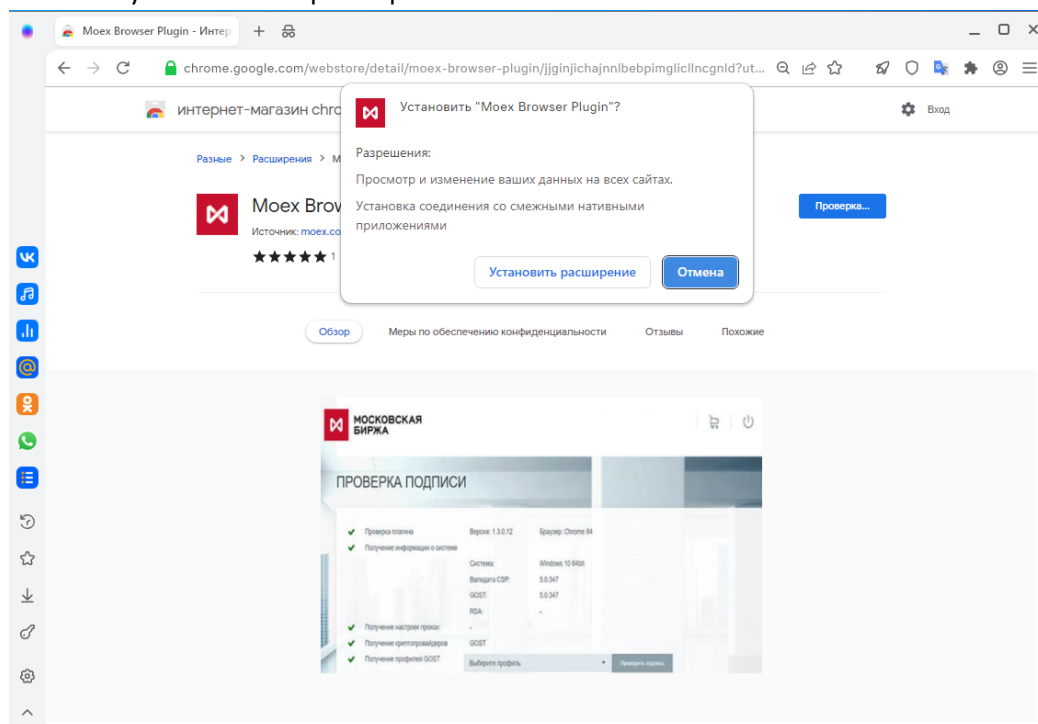 Moex Browser Plugin - Интер
chrome.google.com/webstore/detail/moex-browser-plugin/jjginjichajnnlbebpimgliclIncgnld?ut...
интернет-магазин chro
Вход
Установить "Moex Browser Plugin"?
Разрешения:
Просмотр и изменение ваших данных на всех сайтах.
Установка соединения со смежными нативными
приложениями
Установить расширение
Отмена
Разные > Расширения > М
Moex Brov
Источник: moex.co
1
Проверка...
Обзор
Меры по обеспечению конфиденциальности
Отзывы
Похожие
МОСКОВСКАЯ
БИРЖА
ПРОВЕРКА ПОДПИСИ
Проверка плагина Версия: 1.3.0.12 Браузер: Chrome 84
Получение информации о системе
Система: Windows 10 64bit
Валидата CSP: 5.0.347
GOST: 5.0.347
RSA: -
Получение настроек прокси: -
Получение криптопровайдеров GOST
Получение профилей GOST Выберите профиль Проверить подпись